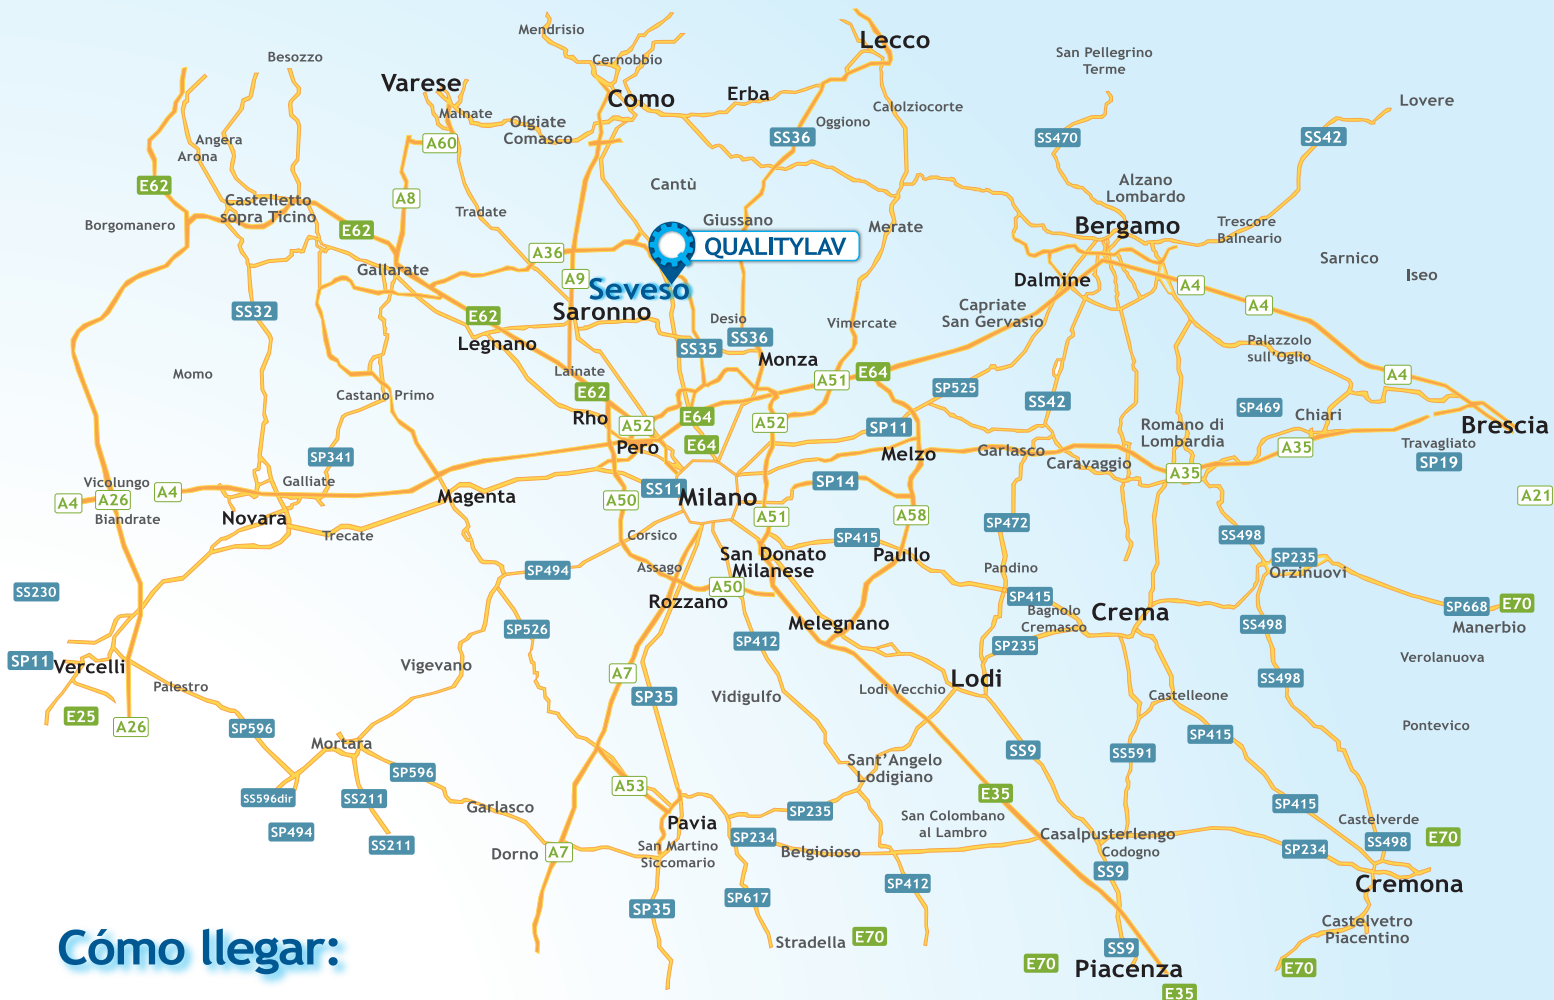 Mendrisio
Lecco
Besozzo
Cernobbio
San Pellegrino
Terme
Varese
Como
Erba
Calolziocorte
Lovere
Malnate
Olgiate
Comasco
Oggiono
SS36
SS470
SS42
Angera
Arona
A60
E62
Cantù
Alzano
Lombardo
Castelletto
sopra Ticino
A8
Tradate
Giussano
Merate
Borgomanero
E62
Bergamo
Trescore
Balneario
QUALITYLAV
A36
Gallarate
A9
Seveso
Dalmine
Sarnico
Iseo
A4
A4
SS32
E62
Saronno
Desio
Vimercate
Capriate
San Gervasio
SS36
Legnano
SS35
Monza
Palazzolo
sull'Oglio
Momo
Lainate
A51
E64
A4
Castano Primo
E62
SP525
SS42
SP469
Rho
A52
E64
A52
SP11
Chiari
Romano di
Lombardia
Brescia
Pero
E64
Melzo
Garlasco
Caravaggio
A35
Travagliato
SP19
SP341
Vicolungo
Galliate
A35
A4
A26
A4
Magenta
A50
SS11
Milano
SP14
A21
Biandrate
Novara
A51
A58
SP472
Trecate
Corsico
SP415
SS498
San Donato
Milanese
Paullo
SP235
Orzinuovi
SP494
Assago
Pandino
SS230
A50
Rozzano
SP415
Bagnolo
Cremasco
Crema
SP668
E70
Manerbio
SP526
SP412
Melegnano
SS498
SP235
SP11
Vercelli
Vigevano
A7
Verolanuova
Palestro
SP35
Vidigulfo
Lodi Vecchio
Lodi
Castelleone
SS498
E25
A26
SP596
Pontevico
Mortara
SP415
SS9
SS591
SP596
Sant'Angelo
Lodigiano
A53
SS596dir
SS211
E35
Garlasco
SP235
SP415
San Colombano
al Lambro
Castelverde
SP494
Pavia
SP234
Casalpusterlengo
E70
SS211
Dorno
A7
San Martino
Siccomario
Belgioioso
Codogno
SP234
SS498
SS9
Cremona
SP412
SP617
SP35
Castelvetro
Piacentino
Cómo llegar:
Stradella
E70
SS9
E70
Piacenza
E70
E35